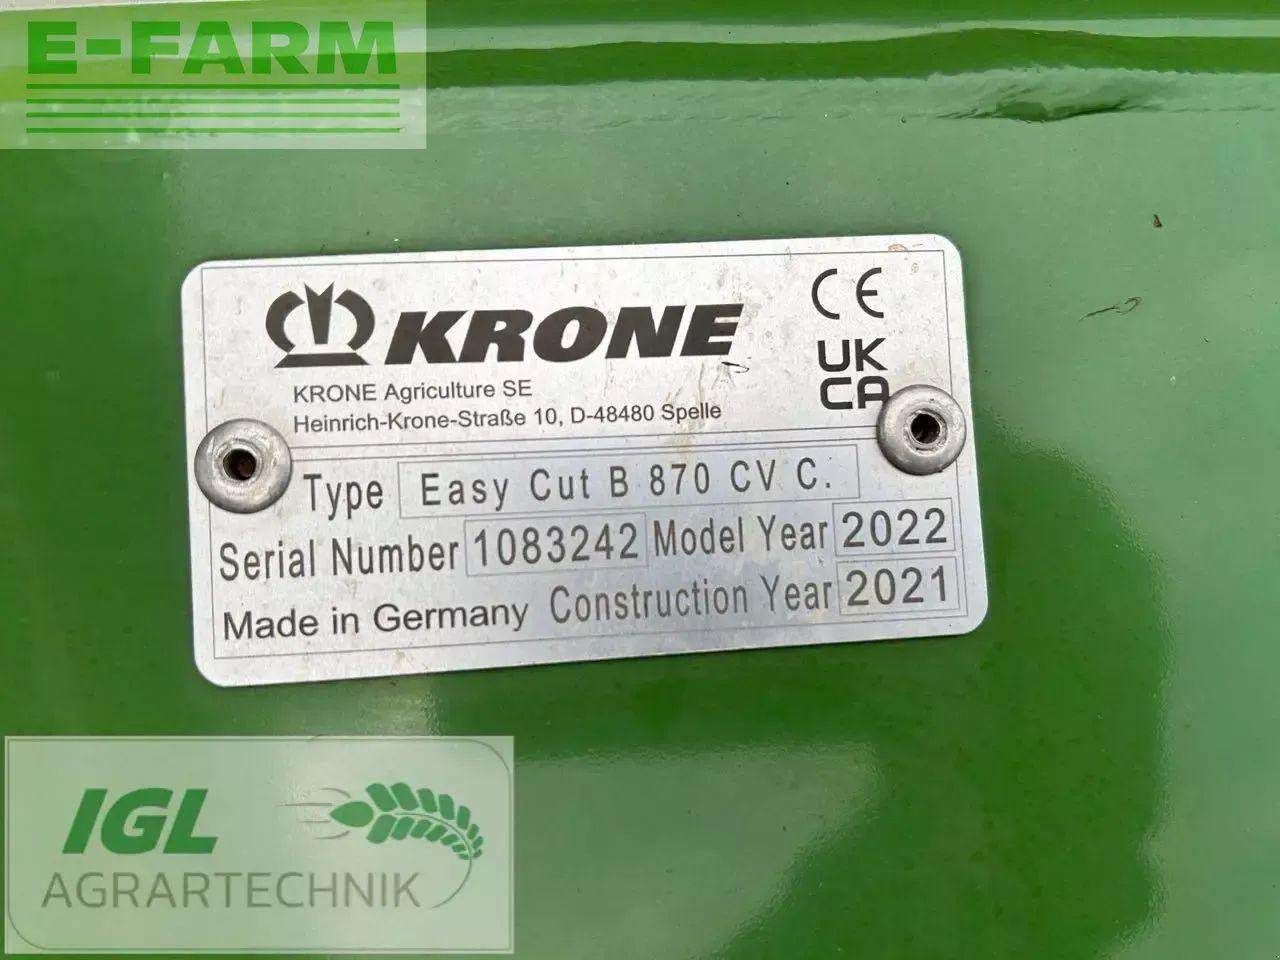 E-FARM
KRONE
CE
KRONE Agriculture SE
Heinrich-Krone-Straße 10, D-48480 Spelle
UK
CA
Type Easy Cut B 870 CV C.
Serial Number 1083242 Model Year 2022
Made in Germany Construction Year 2021
IGL
AGRARTECHNIK